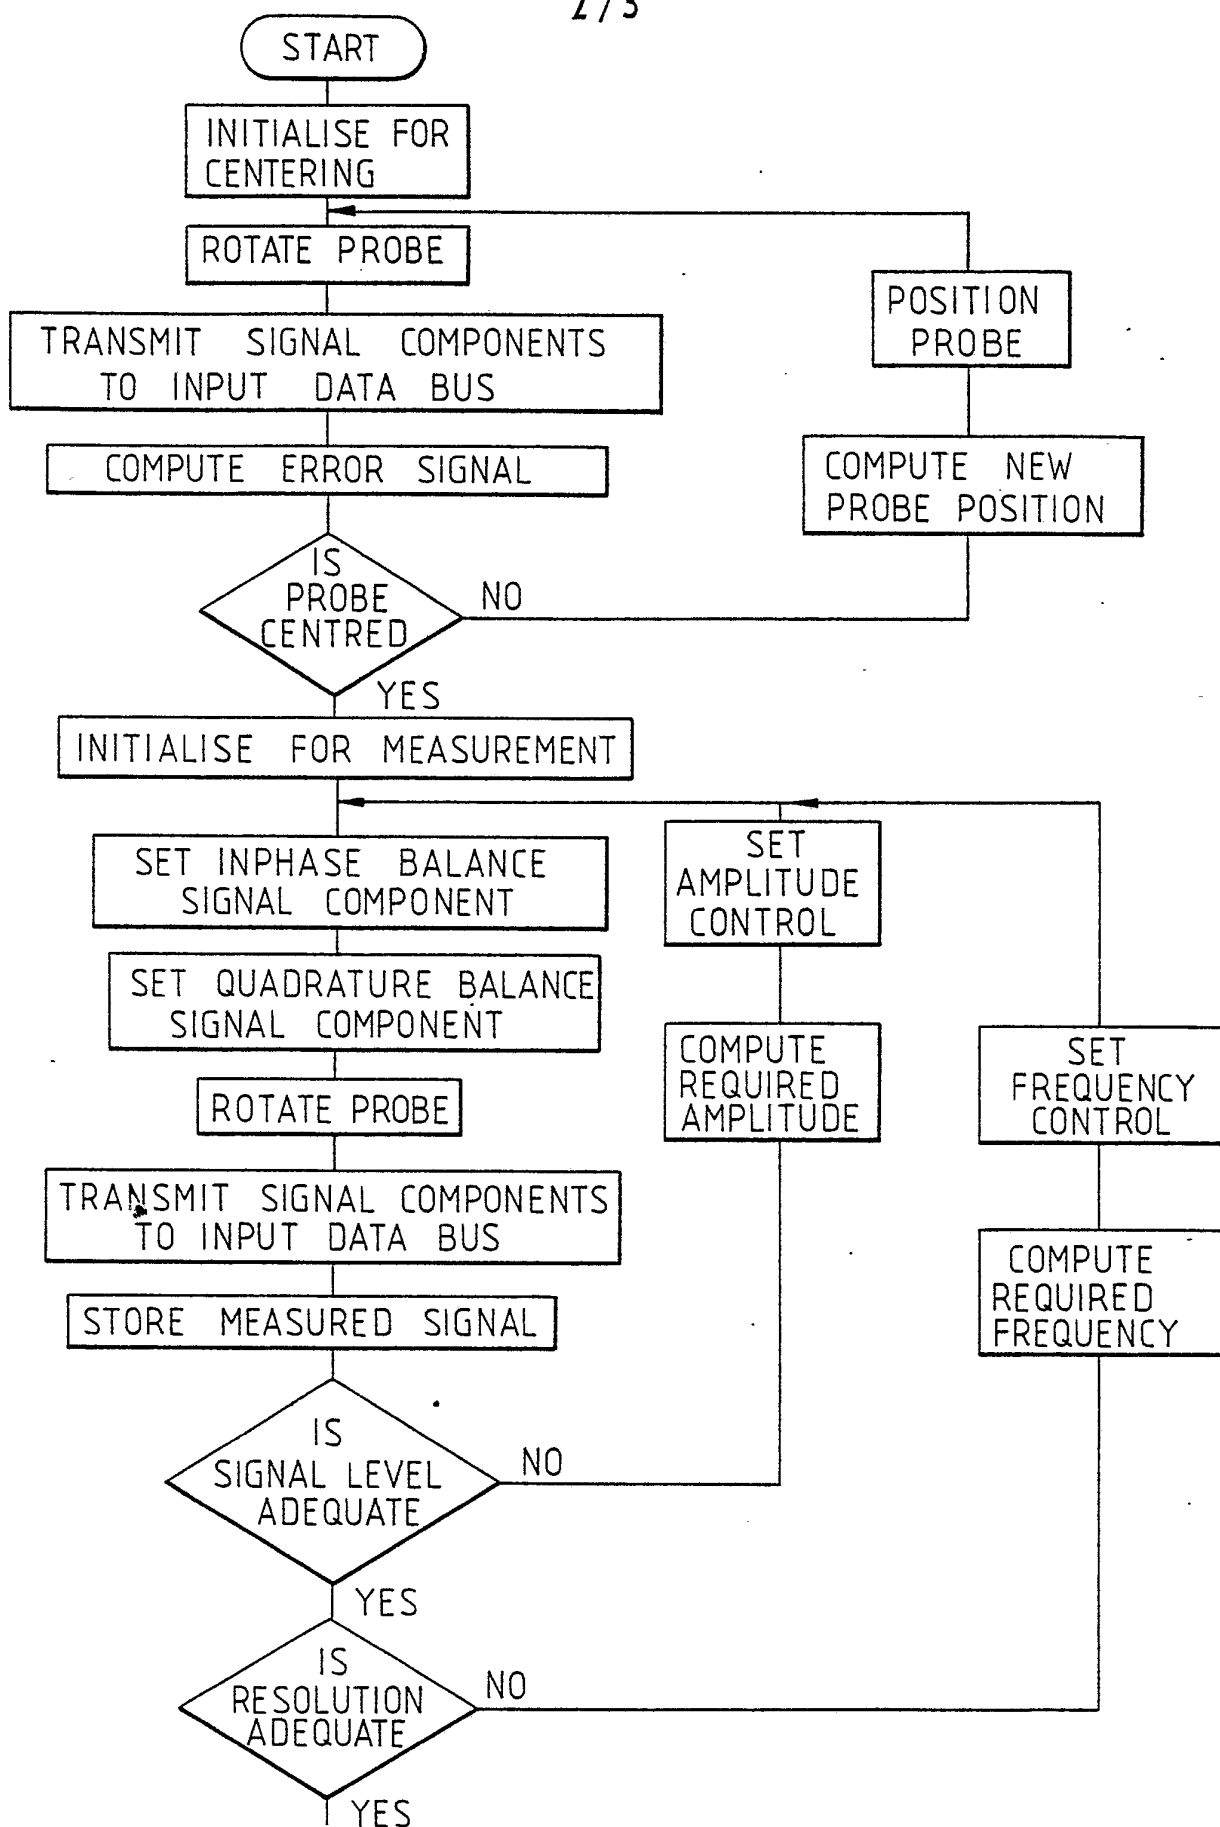 2/3
START
INITIALISE FOR
CENTERING
ROTATE PROBE
TRANSMIT SIGNAL COMPONENTS
TO INPUT DATA BUS
COMPUTE ERROR SIGNAL
IS
PROBE
CENTRED
NO
POSITION
PROBE
COMPUTE NEW
PROBE POSITION
YES
INITIALISE FOR MEASUREMENT
SET INPHASE BALANCE
SIGNAL COMPONENT
SET QUADRATURE BALANCE
SIGNAL COMPONENT
ROTATE PROBE
TRANSMIT SIGNAL COMPONENTS
TO INPUT DATA BUS
STORE MEASURED SIGNAL
IS
SIGNAL LEVEL
ADEQUATE
NO
SET
AMPLITUDE
CONTROL
COMPUTE
REQUIRED
AMPLITUDE
YES
IS
RESOLUTION
ADEQUATE
NO
SET
FREQUENCY
CONTROL
COMPUTE
REQUIRED
FREQUENCY
YES